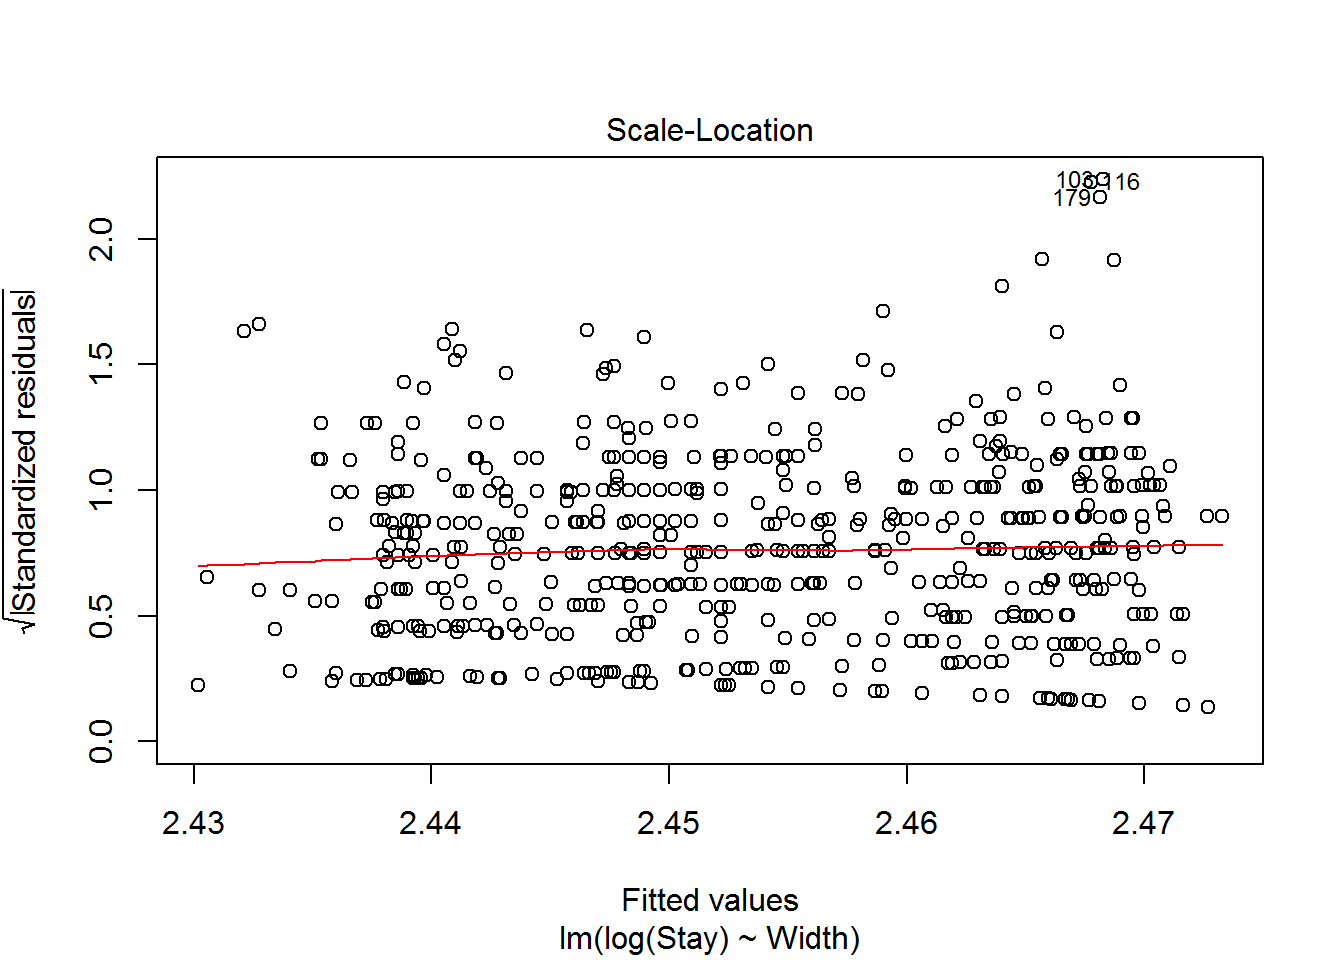 Scale-Location
√|Standardized residuals|
2.0
1.5
1.0
0.5
0.0
103
116
179
2.43 2.44 2.45 2.46 2.47
Fitted values
lm(log(Stay) ~ Width)